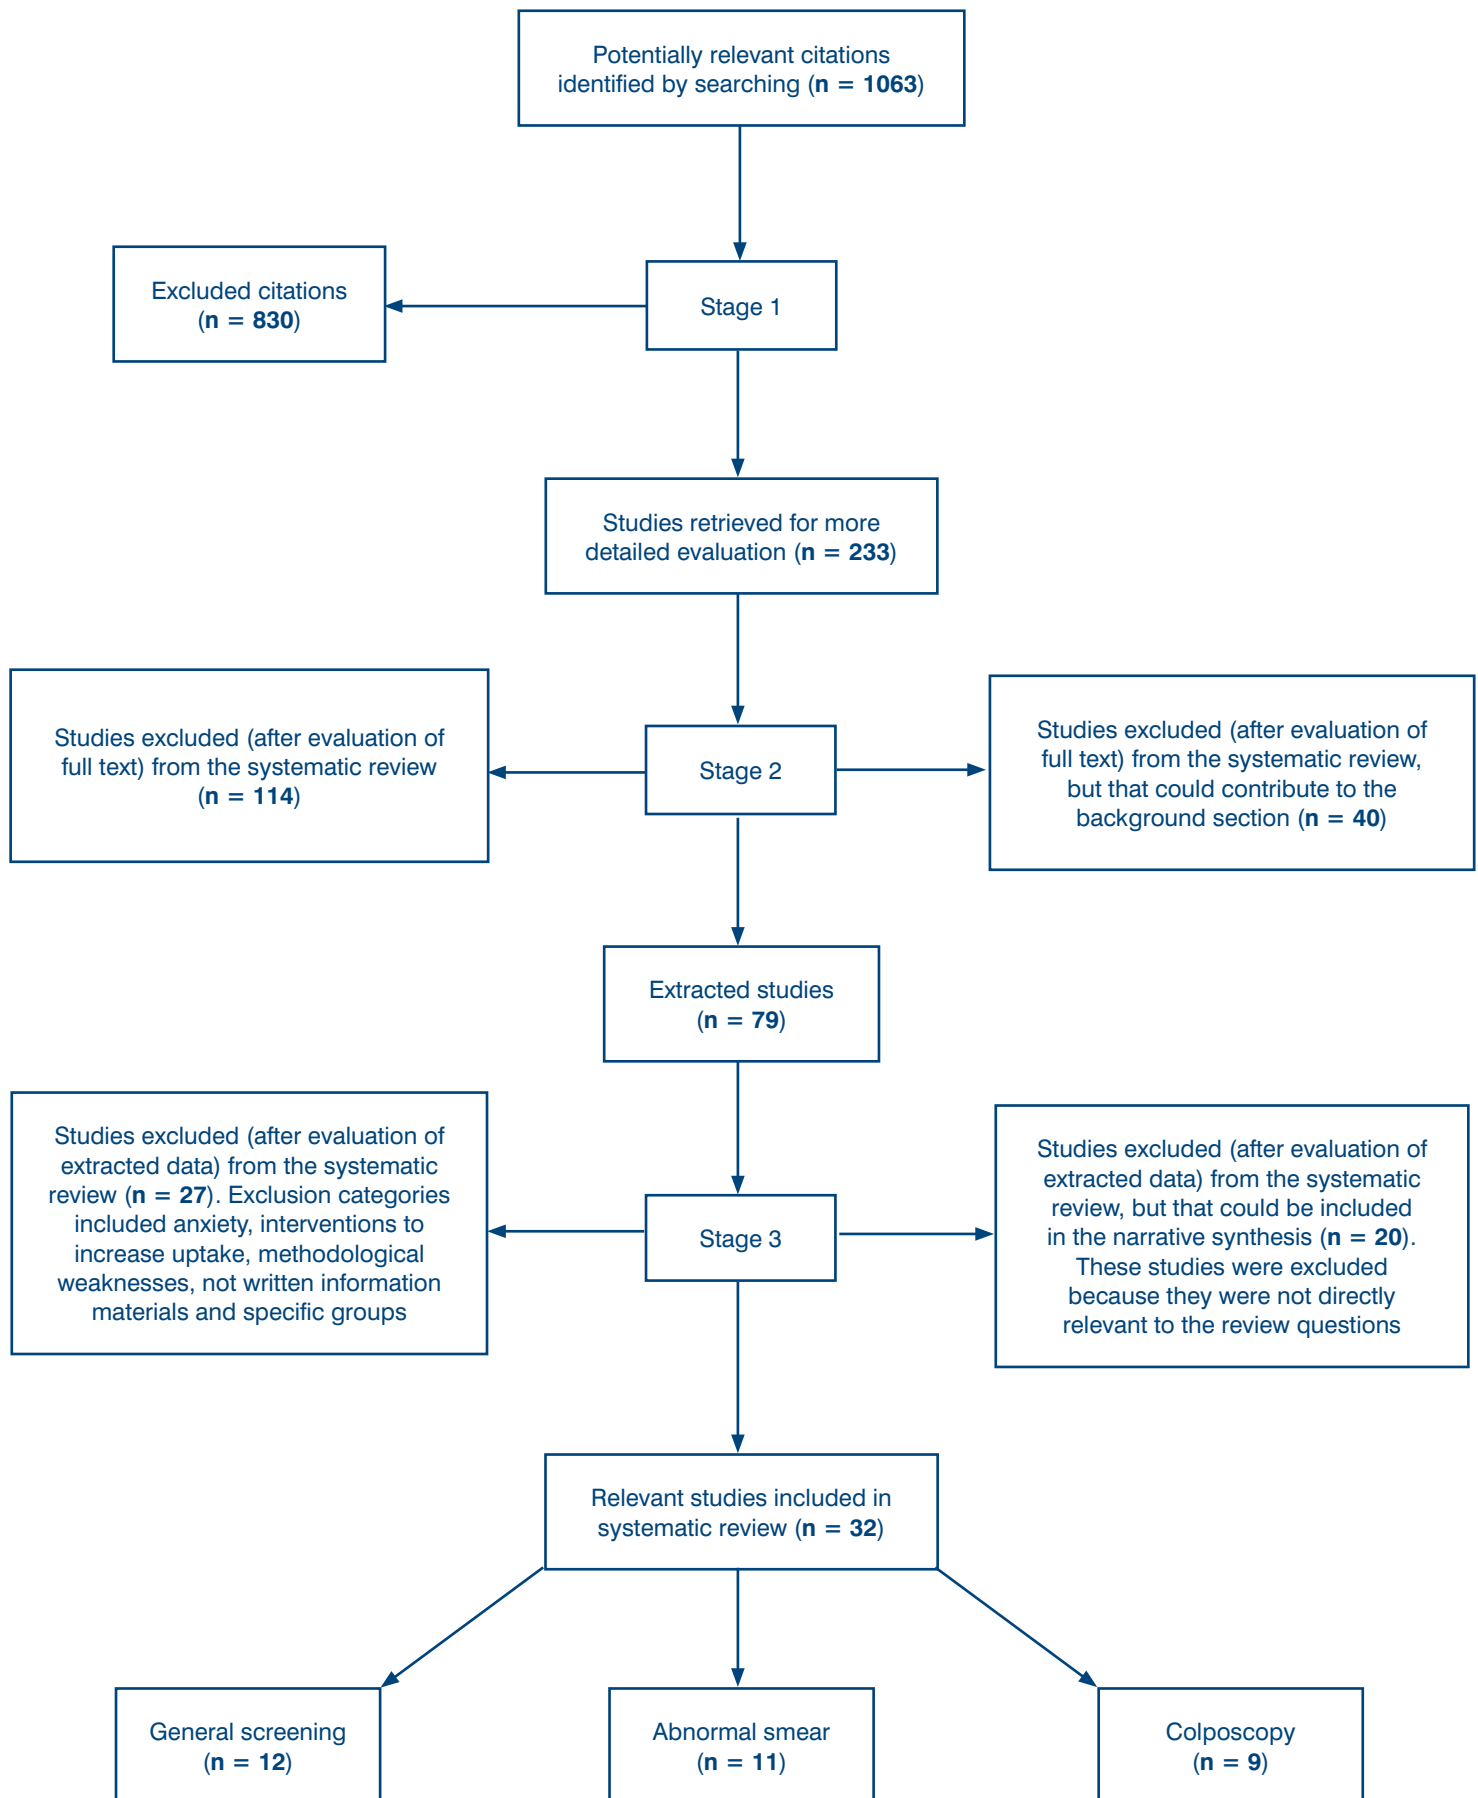 Potentially relevant citations
identified by searching (n = 1063)
Excluded citations
(n = 830)
Stage 1
Studies retrieved for more
detailed evaluation (n = 233)
Studies excluded (after evaluation of
full text) from the systematic review
(n = 114)
Stage 2
Studies excluded (after evaluation of
full text) from the systematic review,
but that could contribute to the
background section (n = 40)
Extracted studies
(n = 79)
Studies excluded (after evaluation of
extracted data) from the systematic
review (n = 27). Exclusion categories
included anxiety, interventions to
increase uptake, methodological
weaknesses, not written information
materials and specific groups
Stage 3
Studies excluded (after evaluation of
extracted data) from the systematic
review, but that could be included
in the narrative synthesis (n = 20).
These studies were excluded
because they were not directly
relevant to the review questions
Relevant studies included in
systematic review (n = 32)
General screening
(n = 12)
Abnormal smear
(n = 11)
Colposcopy
(n = 9)